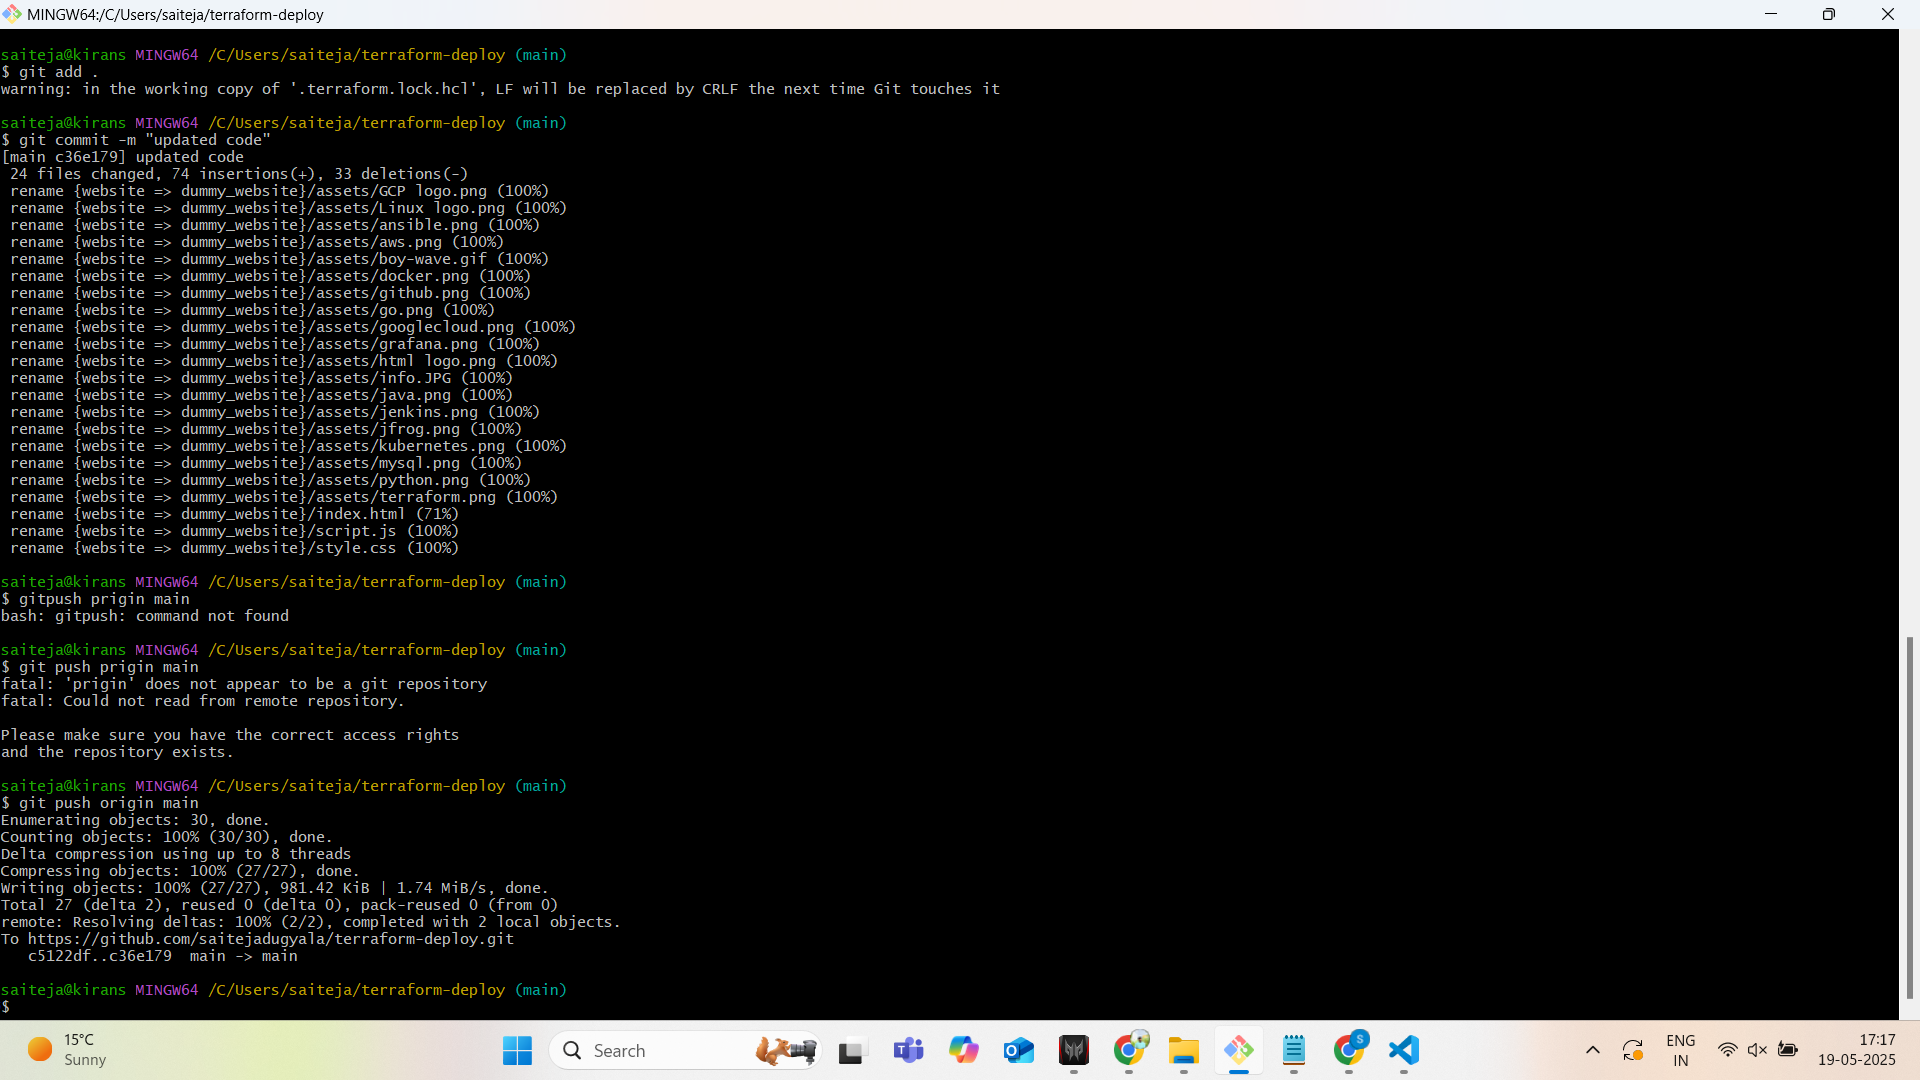 MINGW64:/C/Users/saiteja/terraform-deploy
saiteja@kirans MINGW64 /C/Users/saiteja/terraform-deploy (main)
$ git add .
warning: in the working copy of '.terraform.lock.hcl', LF will be replaced by CRLF the next time Git touches it
saiteja@kirans MINGW64 /C/Users/saiteja/terraform-deploy (main)
$ git commit -m "updated code"
[main c36e179] updated code
24 files changed, 74 insertions(+), 33 deletions(-)
rename {website => dummy_website}/assets/GCP logo.png (100%)
rename {website => dummy_website}/assets/Linux logo.png (100%)
rename {website => dummy_website}/assets/ansible.png (100%)
rename {website => dummy_website}/assets/aws.png (100%)
rename {website => dummy_website}/assets/boy-wave.gif (100%)
rename {website => dummy_website}/assets/docker.png (100%)
rename {website => dummy_website}/assets/github.png (100%)
rename {website => dummy_website}/assets/go.png (100%)
rename {website => dummy_website}/assets/googlecloud.png (100%)
rename {website => dummy_website}/assets/grafana.png (100%)
rename {website => dummy_website}/assets/html logo.png (100%)
rename {website => dummy_website}/assets/info.JPG (100%)
rename {website => dummy_website}/assets/java.png (100%)
rename {website => dummy_website}/assets/jenkins.png (100%)
rename {website => dummy_website}/assets/jfrog.png (100%)
rename {website => dummy_website}/assets/kubernetes.png (100%)
rename {website => dummy_website}/assets/mysql.png (100%)
rename {website => dummy_website}/assets/python.png (100%)
rename {website => dummy_website}/assets/terraform.png (100%)
rename {website => dummy_website}/index.html (71%)
rename {website => dummy_website}/script.js (100%)
rename {website => dummy_website}/style.css (100%)
saiteja@kirans MINGW64 /C/Users/saiteja/terraform-deploy (main)
$ gitpush prigin main
bash: gitpush: command not found
saiteja@kirans MINGW64 /C/Users/saiteja/terraform-deploy (main)
$ git push prigin main
fatal: 'prigin' does not appear to be a git repository
fatal: Could not read from remote repository.
Please make sure you have the correct access rights
and the repository exists.
saiteja@kirans MINGW64 /C/Users/saiteja/terraform-deploy (main)
$ git push origin main
Enumerating objects: 30, done.
Counting objects: 100% (30/30), done.
Delta compression using up to 8 threads
Compressing objects: 100% (27/27), done.
Writing objects: 100% (27/27), 981.42 KiB | 1.74 MiB/s, done.
Total 27 (delta 2), reused 0 (delta 0), pack-reused 0 (from 0)
remote: Resolving deltas: 100% (2/2), completed with 2 local objects.
To https://github.com/saitejadugyala/terraform-deploy.git
c5122df..c36e179  main -> main
saiteja@kirans MINGW64 /C/Users/saiteja/terraform-deploy (main)
$
15°C
Sunny
Search
ENG
IN
17:17
19-05-2025